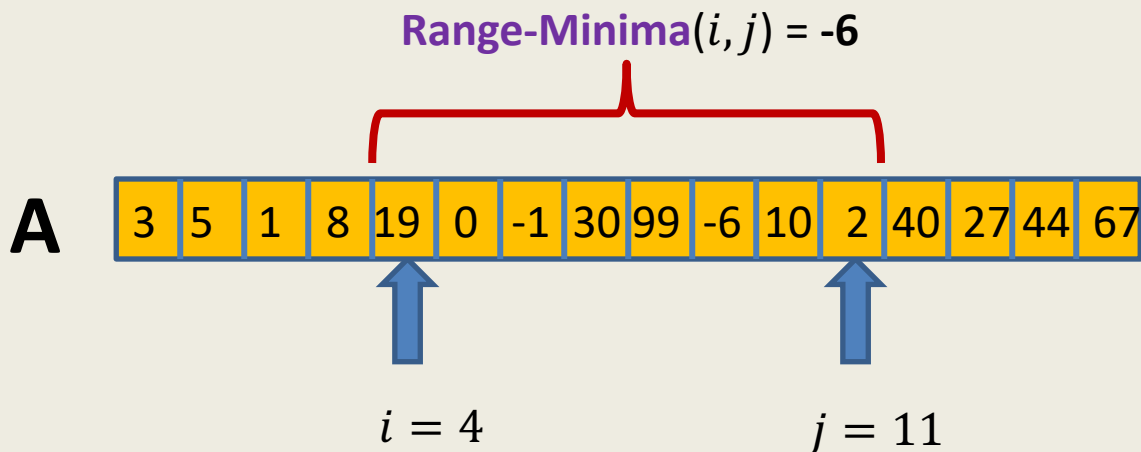 Range-Minima(i, j) = -6
A 3 5 1 8 19 0 -1 30 99 -6 10 2 40 27 44 67
i = 4 j = 11